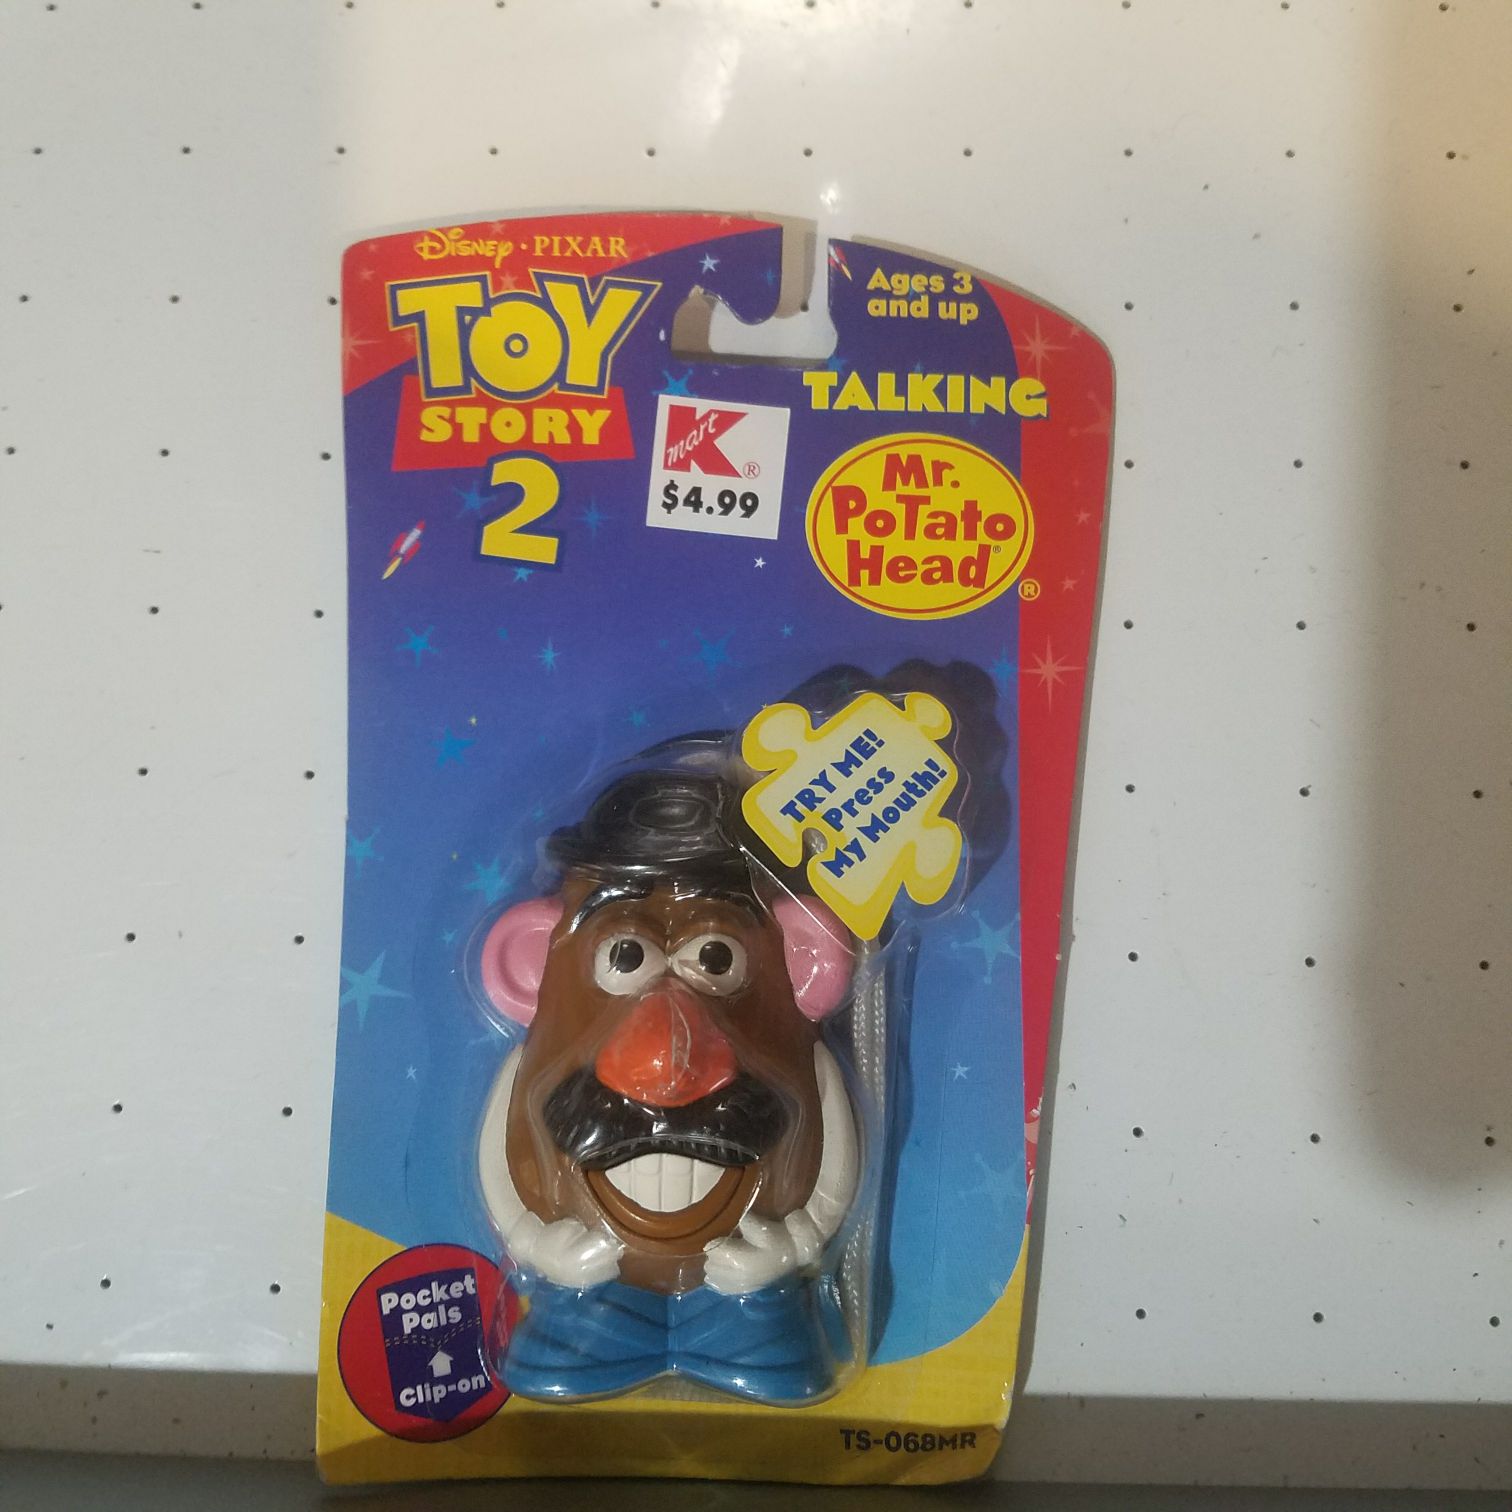 Disney · PIXAR
TOY
STORY
2
Ages 3
and up
TALKING
mart K®
$4.99
Mr.
PoTato
Head®
®
TRY ME!
Press
My Mouth!
Pocket
Pals
Clip-on
TS-068MR